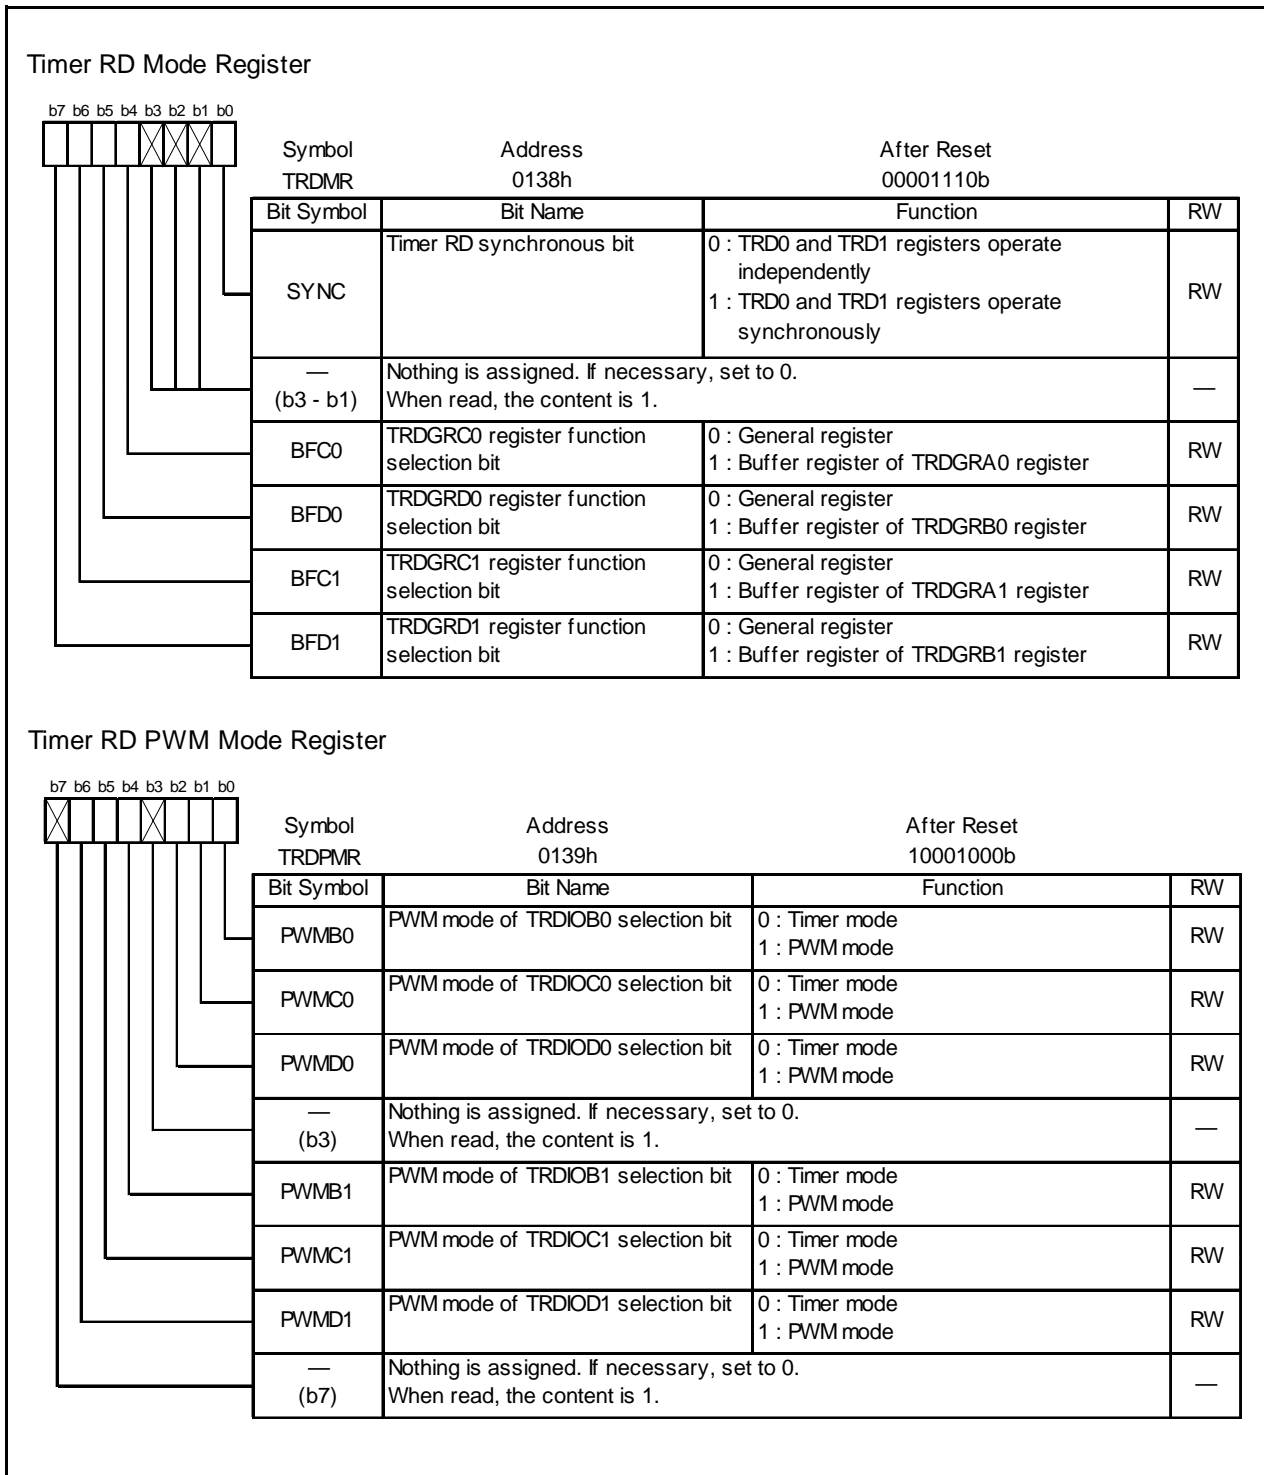 Timer RD Mode Register
b7 b6 b5 b4 b3 b2 b1 b0
Symbol Address After Reset
TRDMR 0138h 00001110b
Bit Symbol Bit Name Function RW
SYNC Timer RD synchronous bit 0 : TRD0 and TRD1 registers operate
independently
1 : TRD0 and TRD1 registers operate
synchronously RW
— Nothing is assigned. If necessary, set to 0.
(b3 - b1) When read, the content is 1. —
BFC0 TRDGRC0 register function 0 : General register RW
selection bit 1 : Buffer register of TRDGRA0 register
BFD0 TRDGRD0 register function 0 : General register RW
selection bit 1 : Buffer register of TRDGRB0 register
BFC1 TRDGRC1 register function 0 : General register RW
selection bit 1 : Buffer register of TRDGRA1 register
BFD1 TRDGRD1 register function 0 : General register RW
selection bit 1 : Buffer register of TRDGRB1 register
Timer RD PWM Mode Register
b7 b6 b5 b4 b3 b2 b1 b0
Symbol Address After Reset
TRDPMR 0139h 10001000b
Bit Symbol Bit Name Function RW
PWMB0 PWM mode of TRDIOB0 selection bit 0 : Timer mode RW
1 : PWM mode
PWMC0 PWM mode of TRDIOC0 selection bit 0 : Timer mode RW
1 : PWM mode
PWMD0 PWM mode of TRDIOD0 selection bit 0 : Timer mode RW
1 : PWM mode
— Nothing is assigned. If necessary, set to 0.
(b3) When read, the content is 1. —
PWMB1 PWM mode of TRDIOB1 selection bit 0 : Timer mode RW
1 : PWM mode
PWMC1 PWM mode of TRDIOC1 selection bit 0 : Timer mode RW
1 : PWM mode
PWMD1 PWM mode of TRDIOD1 selection bit 0 : Timer mode RW
1 : PWM mode
— Nothing is assigned. If necessary, set to 0.
(b7) When read, the content is 1. —